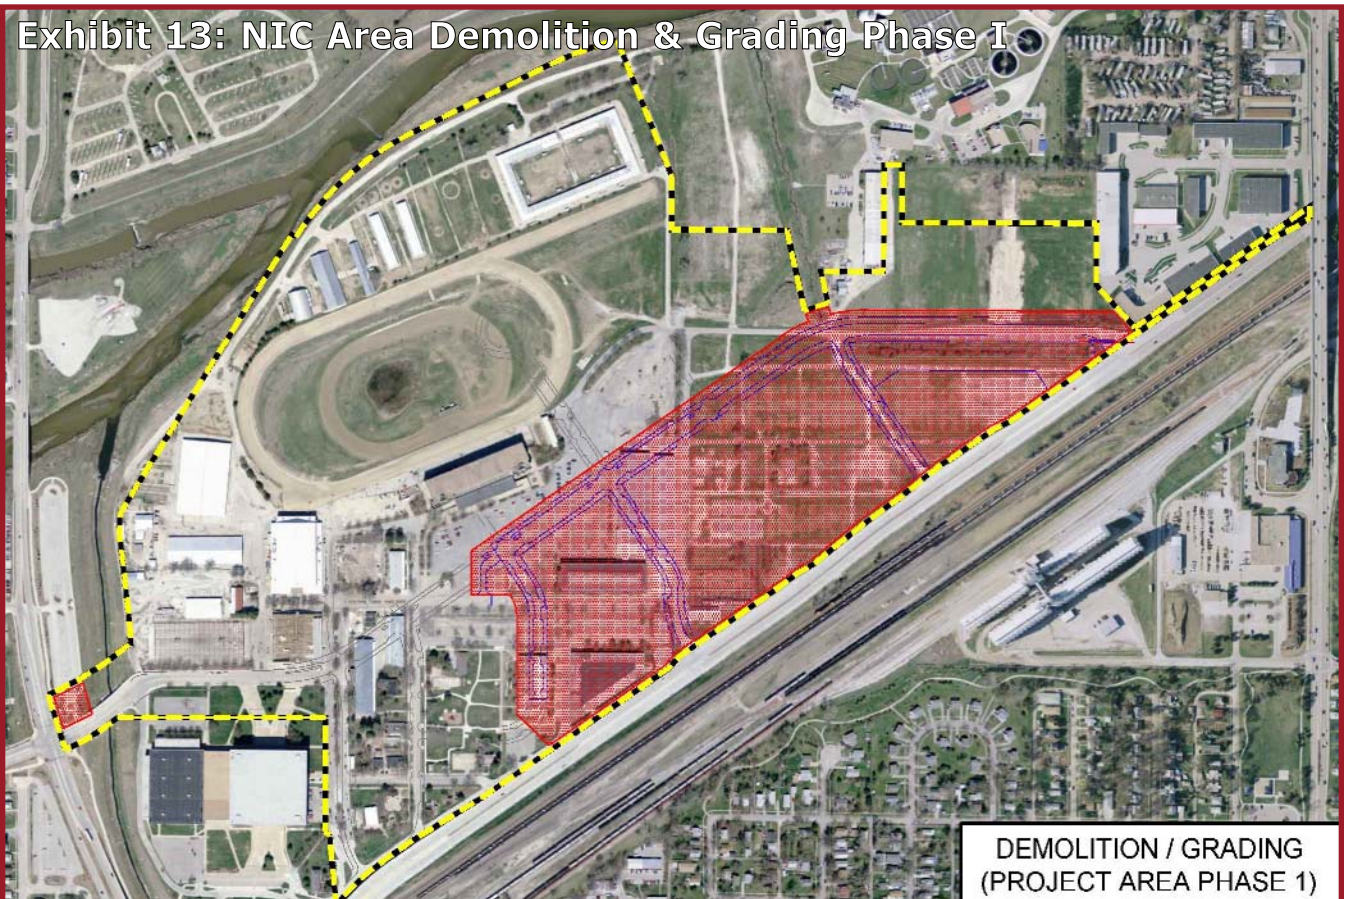 Exhibit 13: NIC Area Demolition & Grading Phase I
DEMOLITION / GRADING
(PROJECT AREA PHASE 1)